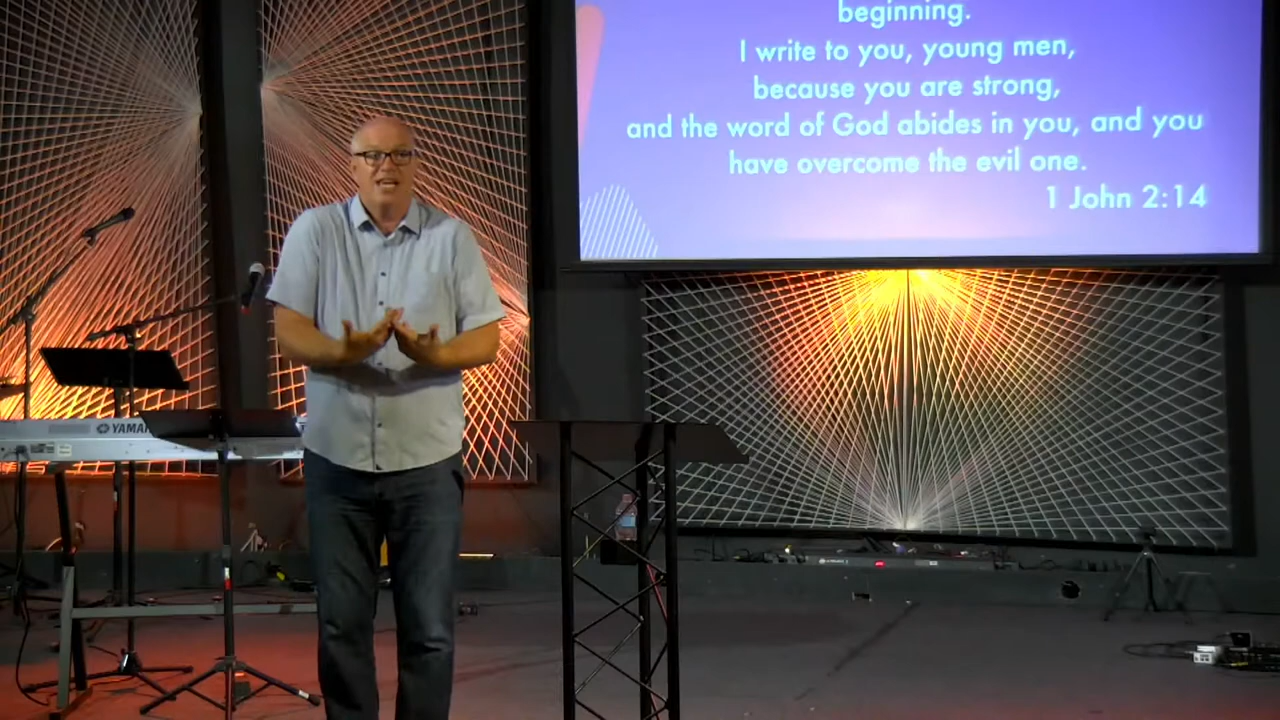 beginning.
I write to you, young men,
because you are strong,
and the word of God abides in you, and you
have overcome the evil one.
1 John 2:14
YAMA